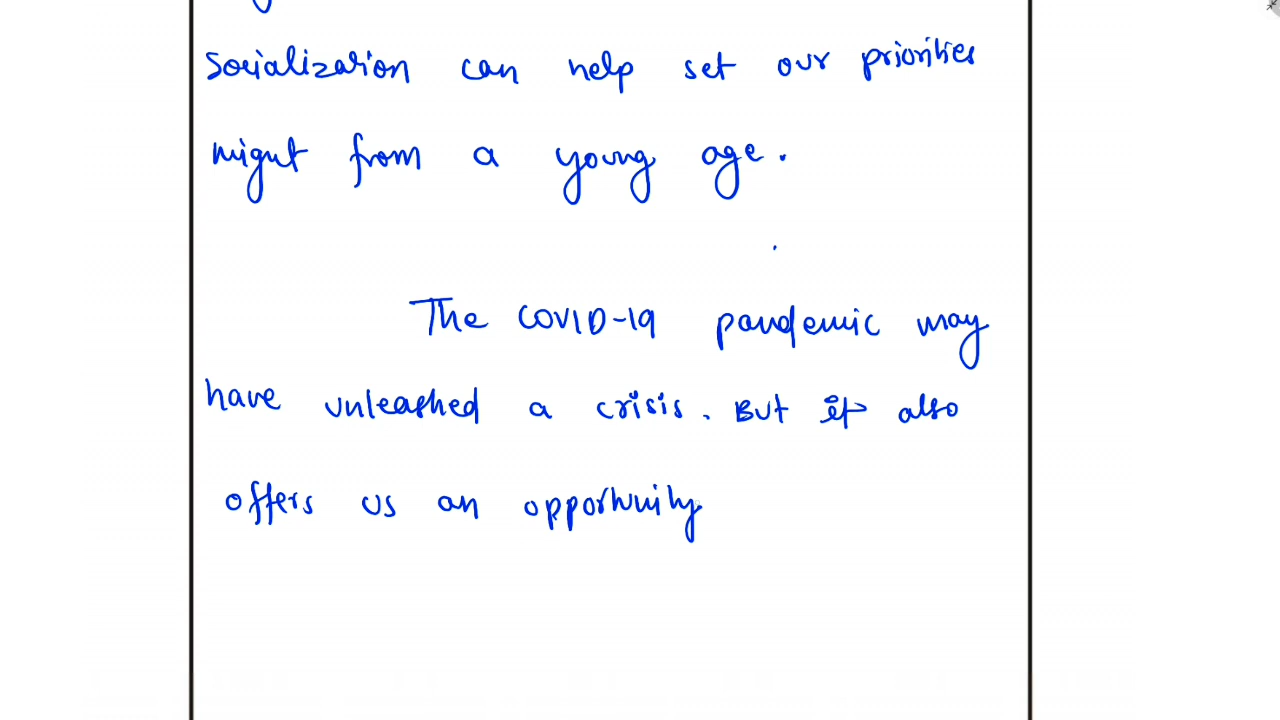 socialization can help set our priorities
might from a young age.
The COVID-19 pandemic may
have unleashed a crisis. But it also
offers us an opportunity